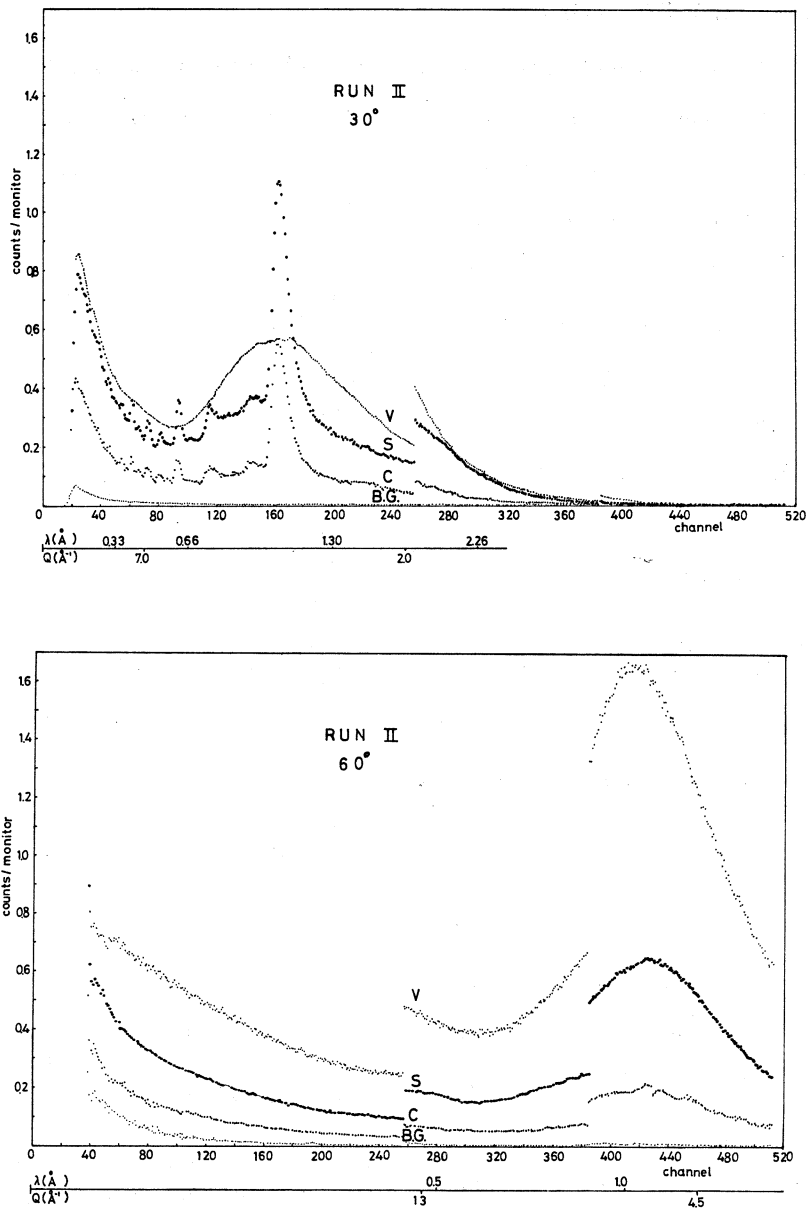 1.6
1.4
1.2
1.0
0.8
0.6
0.4
0.2
counts/monitor
RUN II
30°
V
S
C
B.G.
0 40 80 120 160 200 240 280 320 360 400 440 480 520
channel
λ(Å) 0.33 0.66 1.30 2.26
Q(Å⁻¹) 7.0 2.0
1.6
1.4
1.2
1.0
0.8
0.6
0.4
0.2
counts/monitor
RUN II
60°
V
S
C
B.G.
0 40 80 120 160 200 240 280 320 360 400 440 480 520
channel
λ(Å) 0.5 1.0
Q(Å⁻¹) 13 4.5